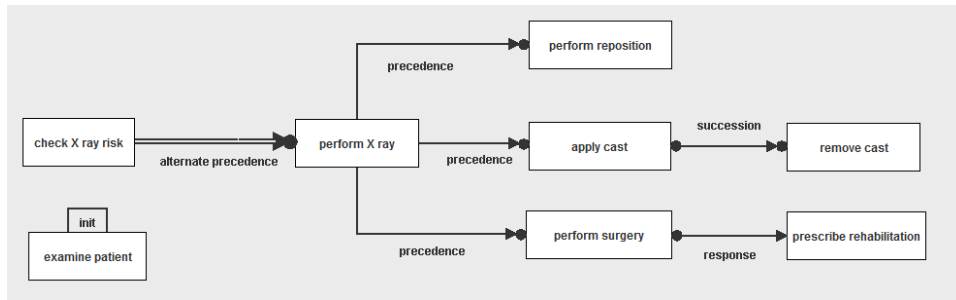 perform reposition
precedence
check X ray risk
alternate precedence
perform X ray
precedence
apply cast
succession
remove cast
init
examine patient
precedence
perform surgery
response
prescribe rehabilitation